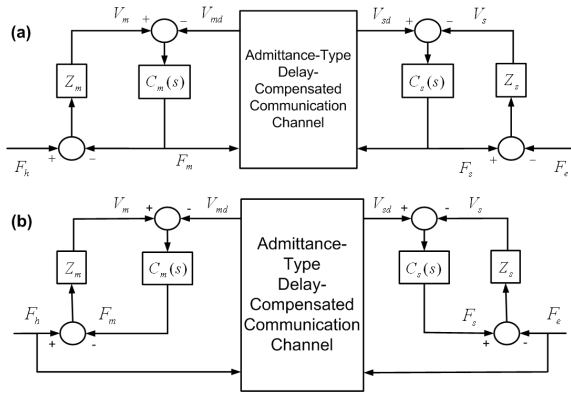 (a)
V_m + − V_md
V_sd + − V_s
Admittance-Type
Delay-
Compensated
Communication
Channel
Z_m
C_m(s)
C_s(s)
Z_s
F_h + − F_m
F_s + − F_e
(b)
V_m + - V_md
V_sd + - V_s
Admittance-
Type
Delay-
Compensated
Communication
Channel
Z_m
C_m(s)
C_s(s)
Z_s
F_h + - F_m
F_s + - F_e